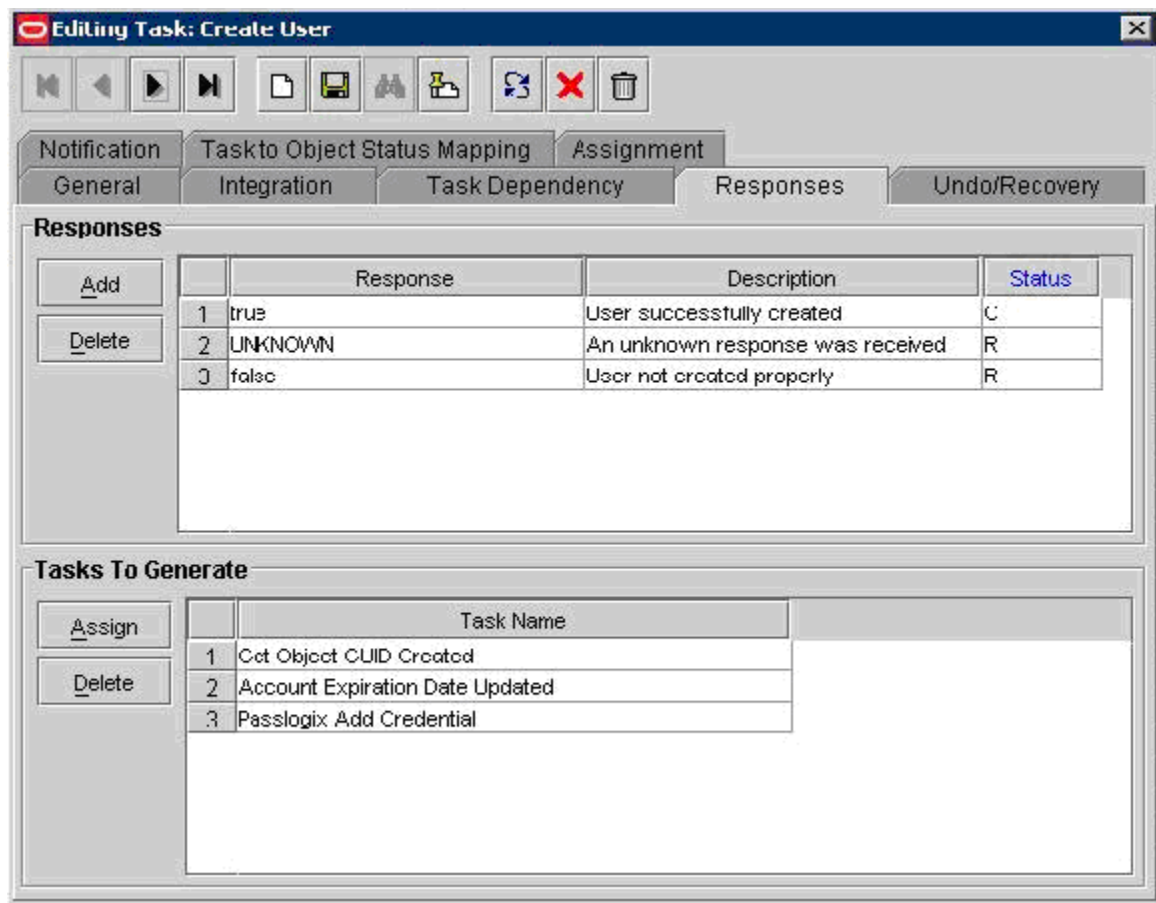 Editing Task: Create User
Notification Task to Object Status Mapping Assignment
General Integration Task Dependency Responses Undo/Recovery
Responses
Add
Delete
Response Description Status
1 true User successfully created C
2 UNKNOWN An unknown response was received R
3 false User not created properly R
Tasks To Generate
Assign
Delete
Task Name
1 Get Object GUID Created
2 Account Expiration Date Updated
3 Passlogix Add Credential